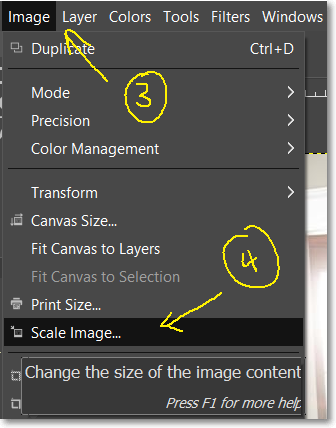 Image Layer Colors Tools Filters Windows
Duplicate Ctrl+D
3
Mode
Precision
Color Management
Transform
Canvas Size...
Fit Canvas to Layers
4
Fit Canvas to Selection
Print Size...
Scale Image...
Change the size of the image content
Press F1 for more help